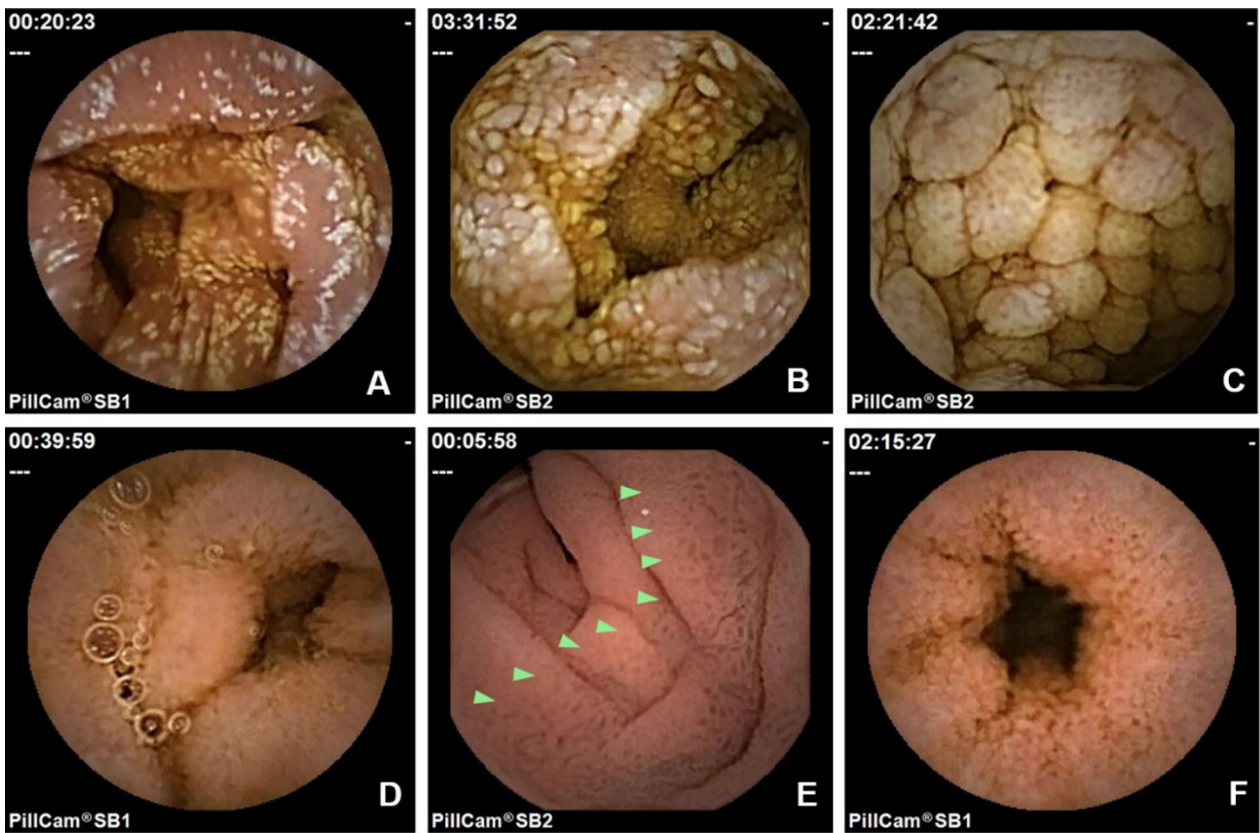 00:20:23 -
---
A
PillCam®SB1
03:31:52 -
---
B
PillCam®SB2
02:21:42 -
---
C
PillCam®SB2
00:39:59 -
---
D
PillCam®SB1
00:05:58 -
---
E
PillCam®SB2
02:15:27 -
---
F
PillCam®SB1